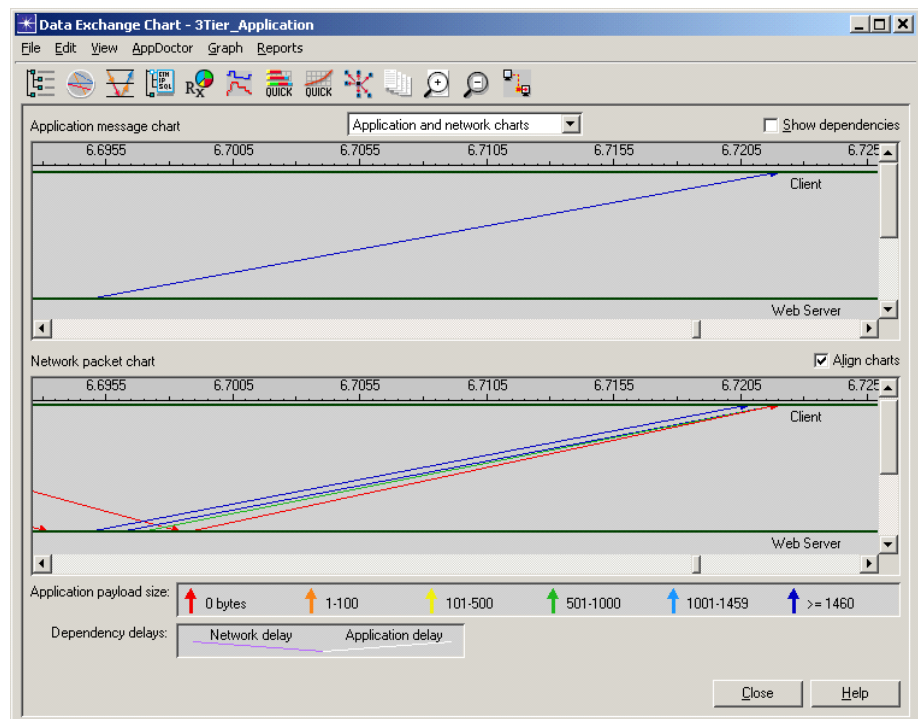 Data Exchange Chart - 3Tier_Application
File Edit View AppDoctor Graph Reports
QUICK QUICK
Application message chart Application and network charts Show dependencies
6.6955 6.7005 6.7055 6.7105 6.7155 6.7205 6.725
Client
Web Server
Network packet chart Align charts
6.6955 6.7005 6.7055 6.7105 6.7155 6.7205 6.725
Client
Web Server
Application payload size: 0 bytes 1-100 101-500 501-1000 1001-1459 >= 1460
Dependency delays: Network delay Application delay
Close Help